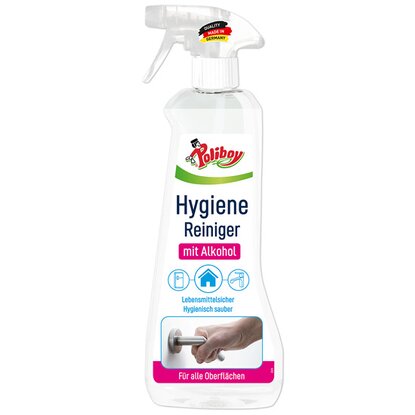 QUALITY
MADE IN
GERMANY
Poliboy
Hygiene
Reiniger
mit Alkohol
Lebensmittelsicher
Hygienisch sauber
Für alle Oberflächen